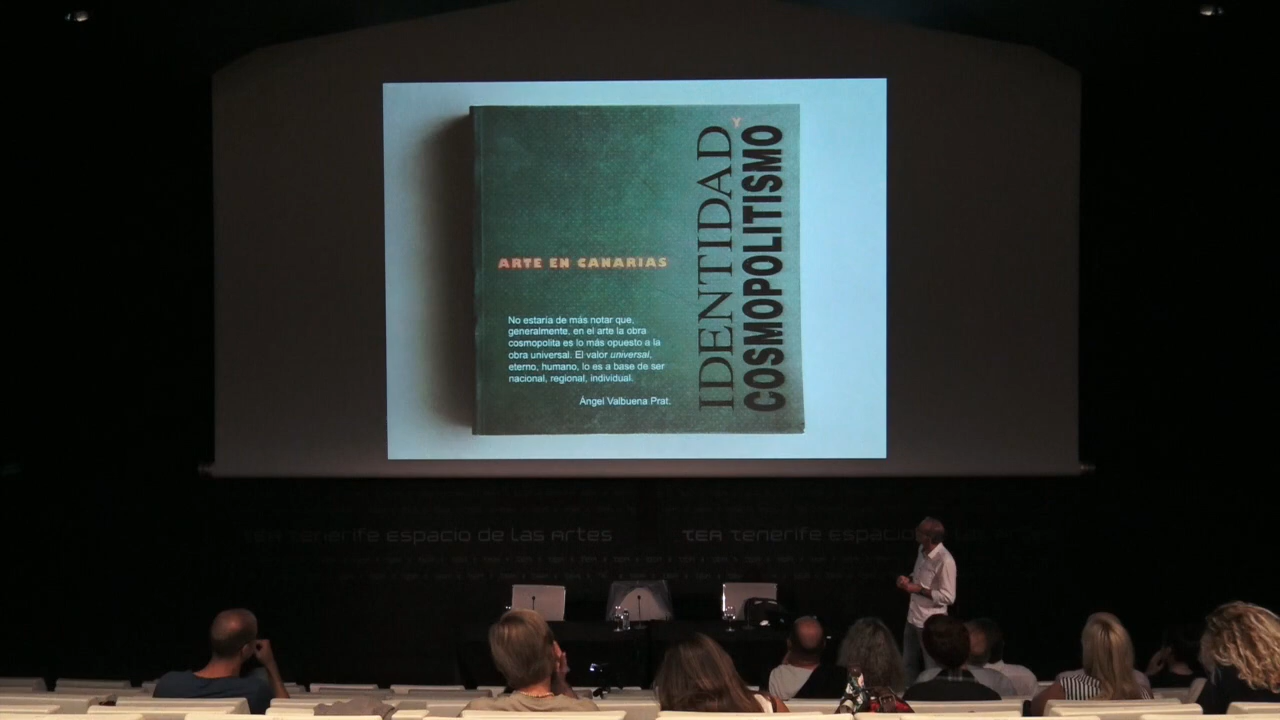 IDENTIDAD
Y
COSMOPOLITISMO
ARTE EN CANARIAS
No estaría de más notar que,
generalmente, en el arte la obra
cosmopolita es lo más opuesto a la
obra universal. El valor universal,
eterno, humano, lo es a base de ser
nacional, regional, individual.
Ángel Valbuena Prat.
TEA Tenerife Espacio de las Artes
TEA Tenerife Espacio de las Artes